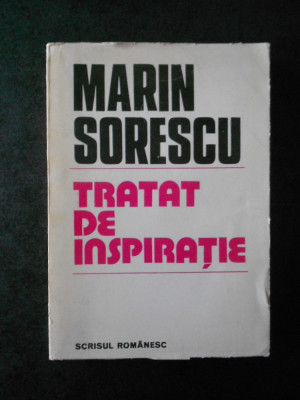 MARIN
SORESCU
TRATAT
DE
INSPIRAȚIE
SCRISUL ROMÂNESC